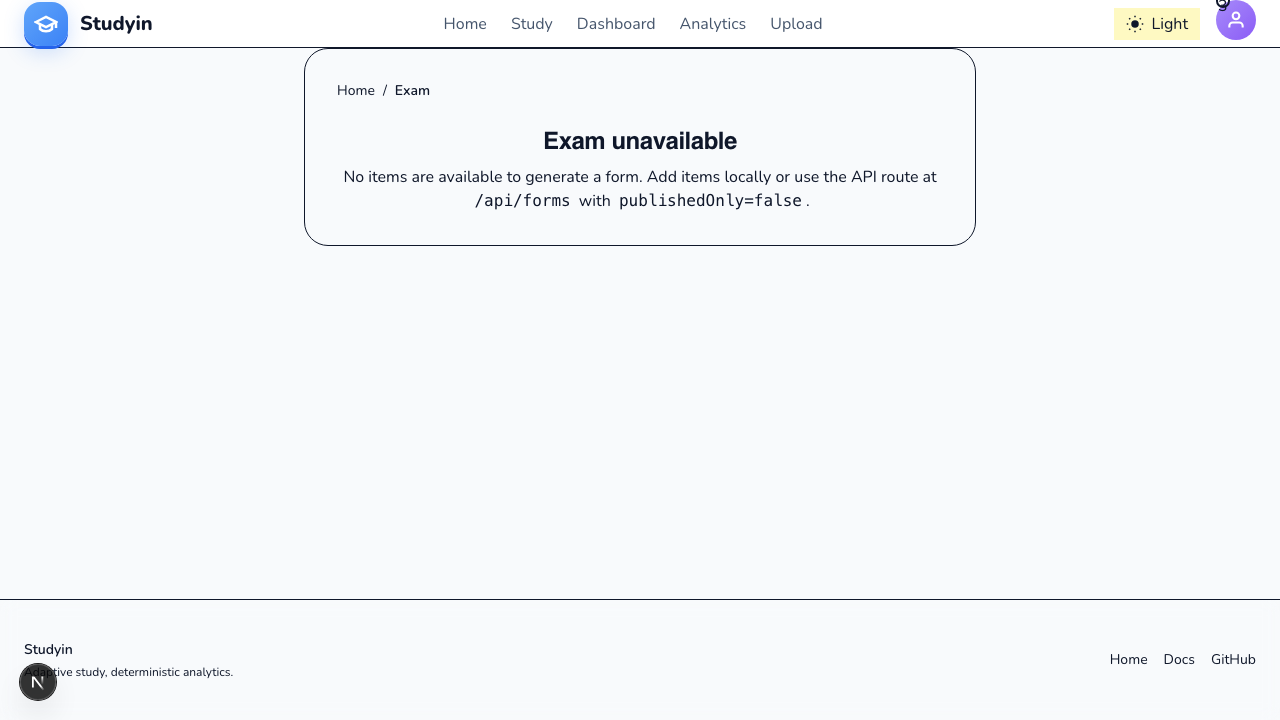 Studyin
Home Study Dashboard Analytics Upload
Light
Home / Exam
Exam unavailable
No items are available to generate a form. Add items locally or use the API route at
/api/forms with publishedOnly=false .
Studyin
Adaptive study, deterministic analytics.
N
Home Docs GitHub